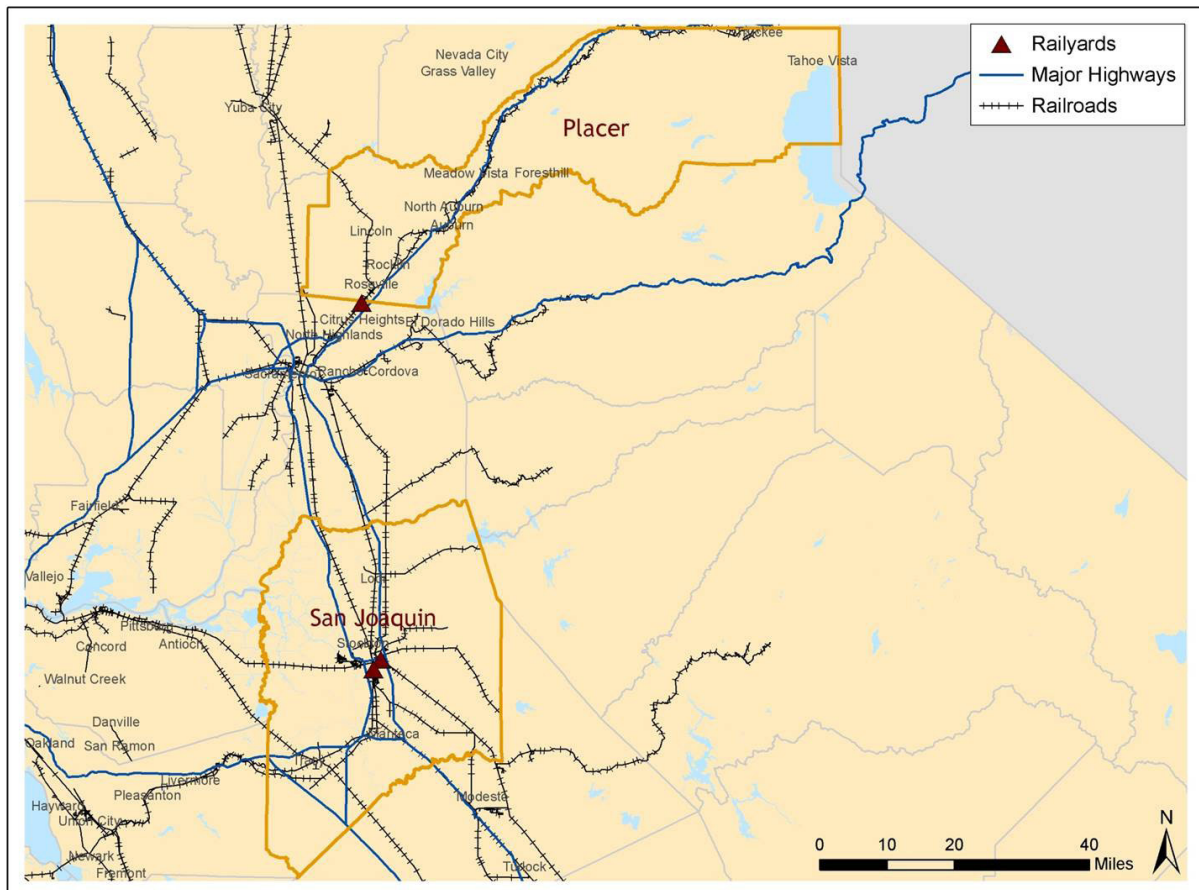 Railyards
Major Highways
Railroads
Nevada City
Grass Valley
Tahoe Vista
Yuba City
Placer
Meadow Vista Foresthill
North Auburn
Auburn
Lincoln
Rocklin
Roseville
Citrus Heights
Dorado Hills
North Highlands
Rancho Cordova
Fairfield
Vallejo
Lodi
San Joaquin
Pittsburg
Antioch
Concord
Stockton
Walnut Creek
Danville
San Ramon
Oakland
Manteca
Tracy
Livermore
Pleasanton
Hayward
Union City
Modesto
Newark
Fremont
Turlock
N
0 10 20 40
Miles